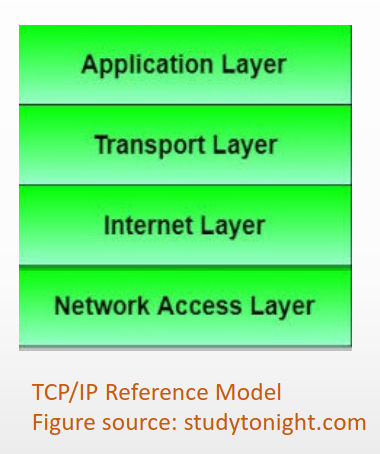 Application Layer
Transport Layer
Internet Layer
Network Access Layer
TCP/IP Reference Model
Figure source: studytonight.com